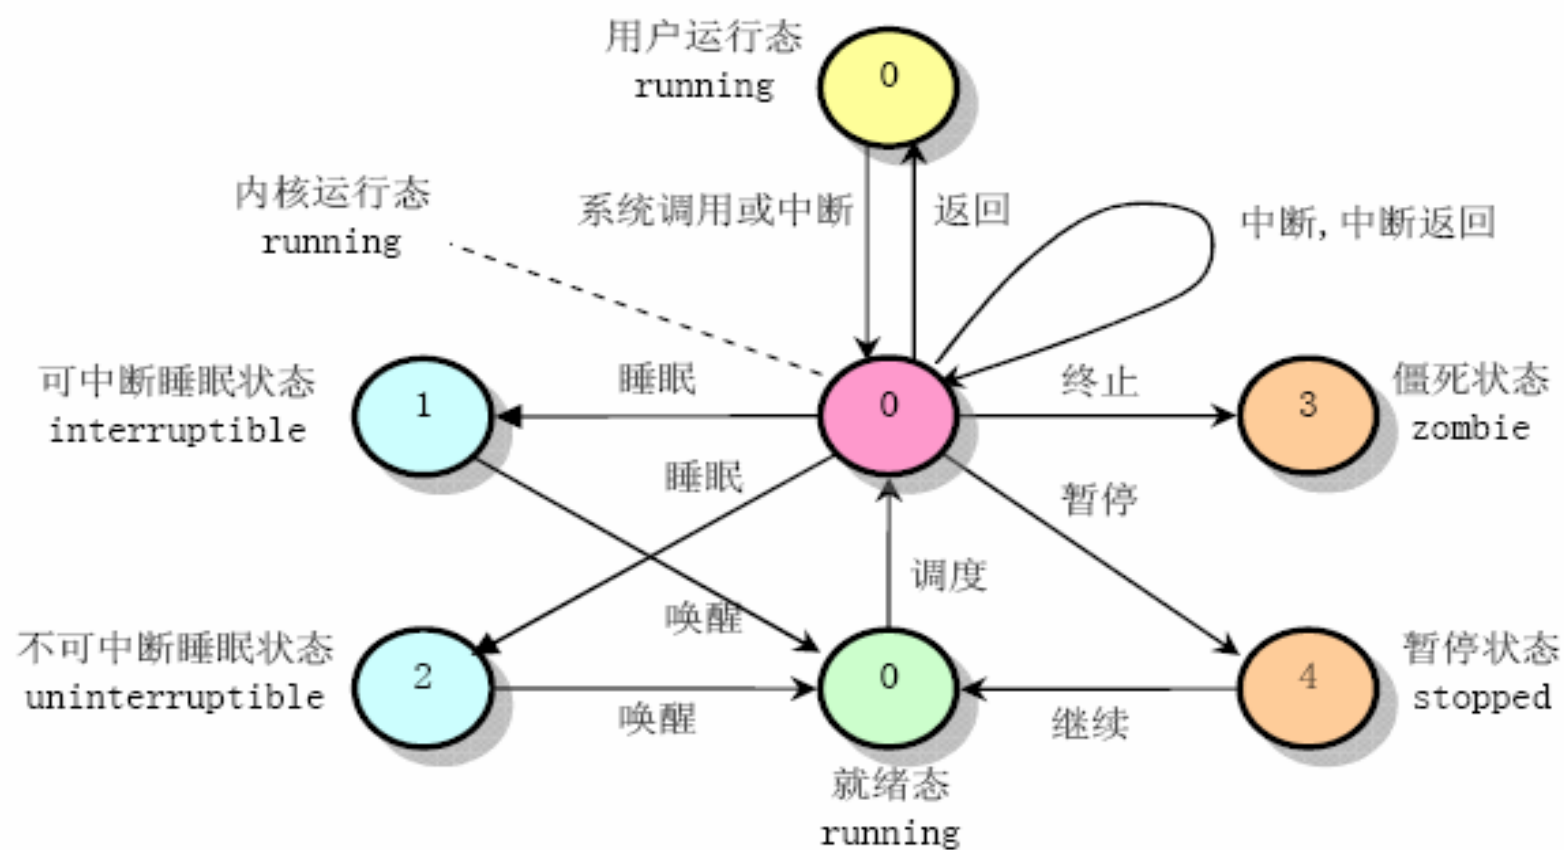 用户运行态
running
0
内核运行态
running
系统调用或中断
返回
中断,中断返回
可中断睡眠状态
interruptible
1
睡眠
0
终止
3
僵死状态
zombie
睡眠
暂停
调度
唤醒
不可中断睡眠状态
uninterruptible
2
唤醒
0
继续
4
暂停状态
stopped
就绪态
running